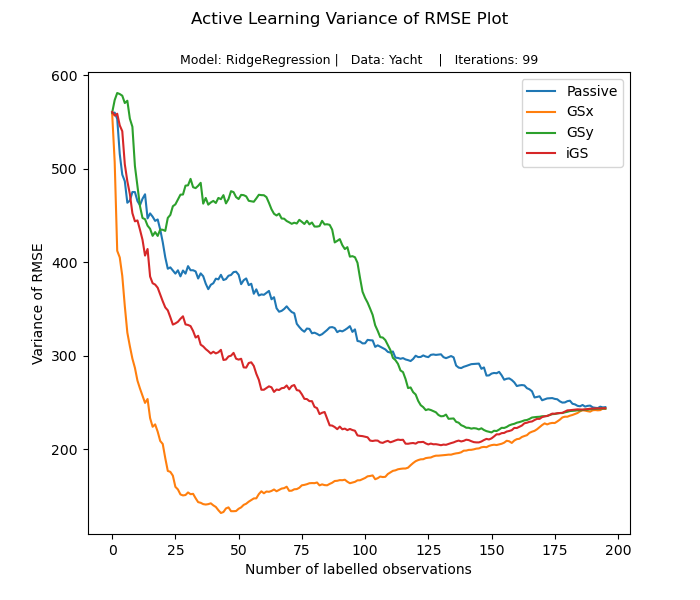 Active Learning Variance of RMSE Plot
Model: RidgeRegression |   Data: Yacht    |   Iterations: 99
Passive
GSx
GSy
iGS
Variance of RMSE
600
500
400
300
200
0 25 50 75 100 125 150 175 200
Number of labelled observations